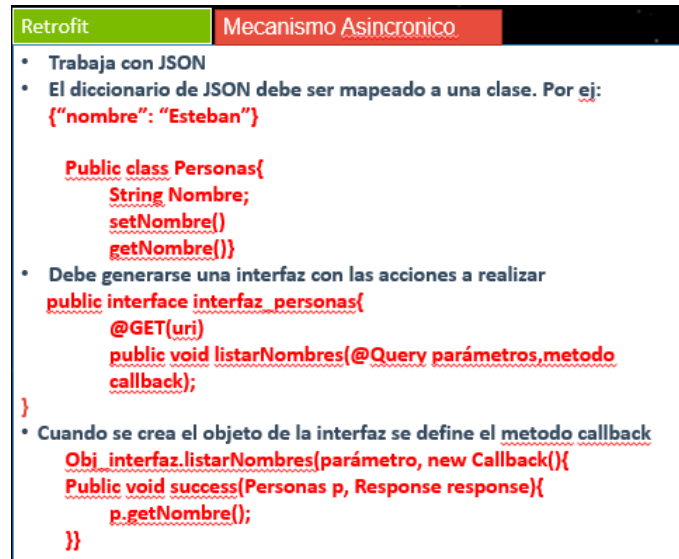 Retrofit
Mecanismo Asincronico
• Trabaja con JSON
• El diccionario de JSON debe ser mapeado a una clase. Por ej:
{“nombre”: “Esteban”}
Public class Personas{
String Nombre;
setNombre()
getNombre()}
• Debe generarse una interfaz con las acciones a realizar
public interface interfaz_personas{
@GET(uri)
public void listarNombres(@Query parámetros,metodo
callback);
}
• Cuando se crea el objeto de la interfaz se define el metodo callback
Obj_interfaz.listarNombres(parámetro, new Callback(){
Public void success(Personas p, Response response){
p.getNombre();
}}